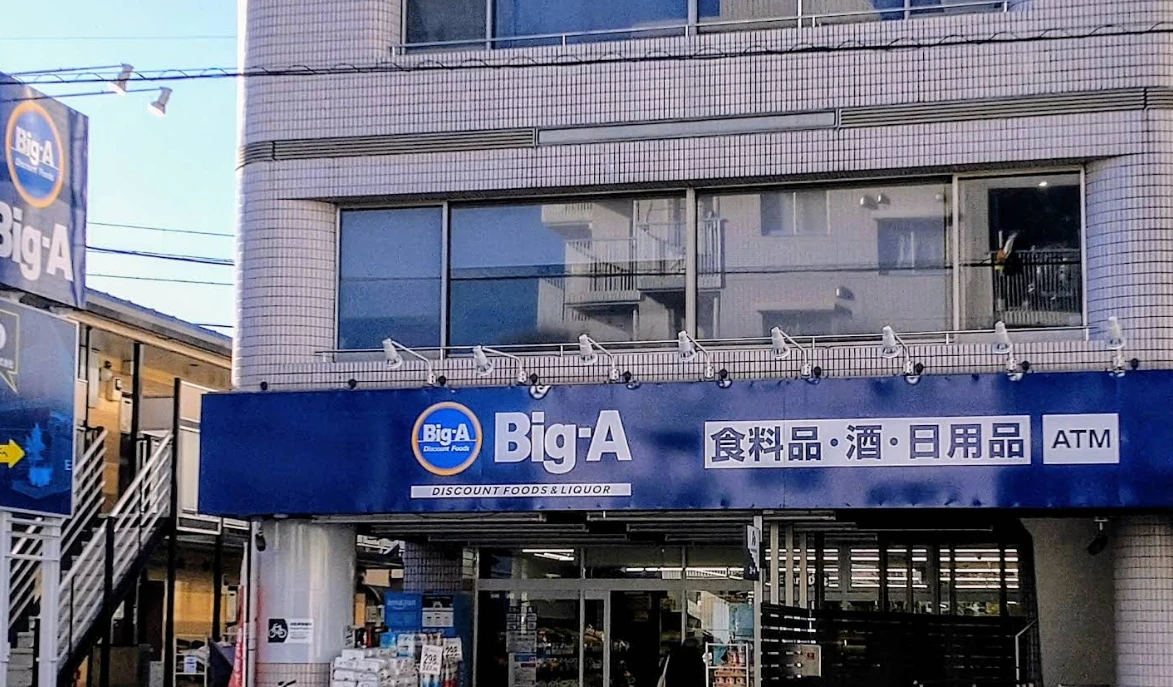 Big-A
Discount Foods
Big-A
Big-A
Discount Foods
Big-A
DISCOUNT FOODS & LIQUOR
食料品・酒・日用品
ATM
298